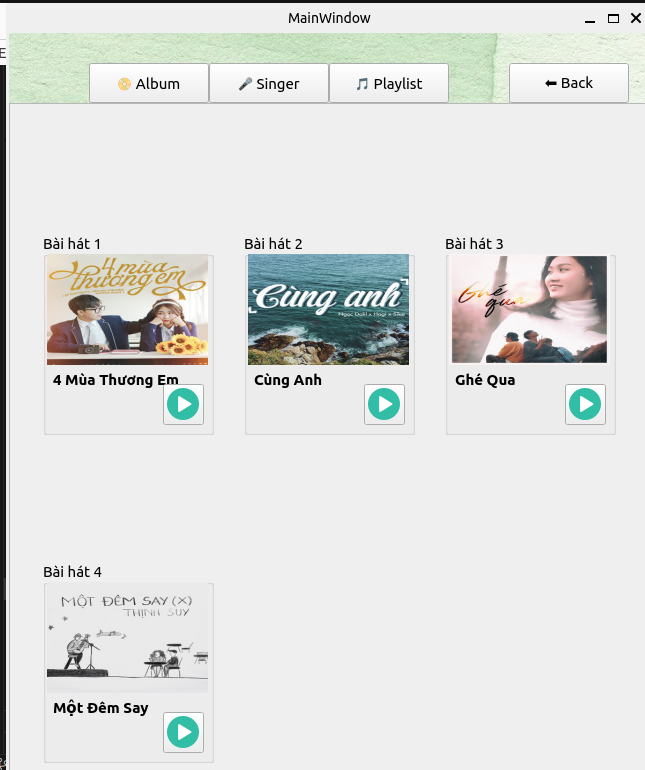 MainWindow
E
Album
Singer
Playlist
Back
Bài hát 1
Bài hát 2
Bài hát 3
4 mùa
thương em
Cùng anh
Ngọc Dolil x Hagi x Stee
Ghé
qua
4 Mùa Thương Em
Cùng Anh
Ghé Qua
Bài hát 4
MỘT ĐÊM SAY (X)
THỊNH SUY
Một Đêm Say